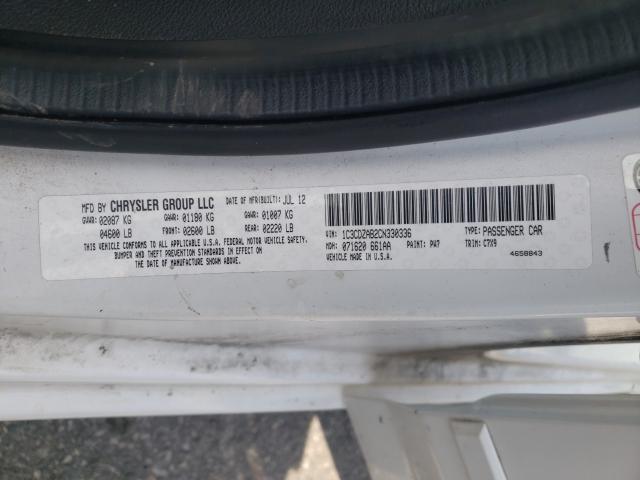 MFD BY CHRYSLER GROUP LLC DATE OF MFR(BUILT): JUL 12
GVWR: 02087 KG GAWR: 01180 KG GAWR: 01007 KG
04600 LB FRONT: 02600 LB REAR: 02220 LB
THIS CAR CONFORMS TO ALL APPLICABLE U.S.A. FEDERAL MOTOR VEHICLE SAFETY,
BUMPER AND THEFT PREVENTION STANDARDS IN EFFECT ON
THE DATE OF MANUFACTURE SHOWN ABOVE.
VIN: 1C3CDZAB2CN330336 TYPE: PASSENGER CAR
MDH: 071620 661AA PAINT: PW7 TRIM: C7X9
VEHICLE MADE IN U.S.A.
4658843